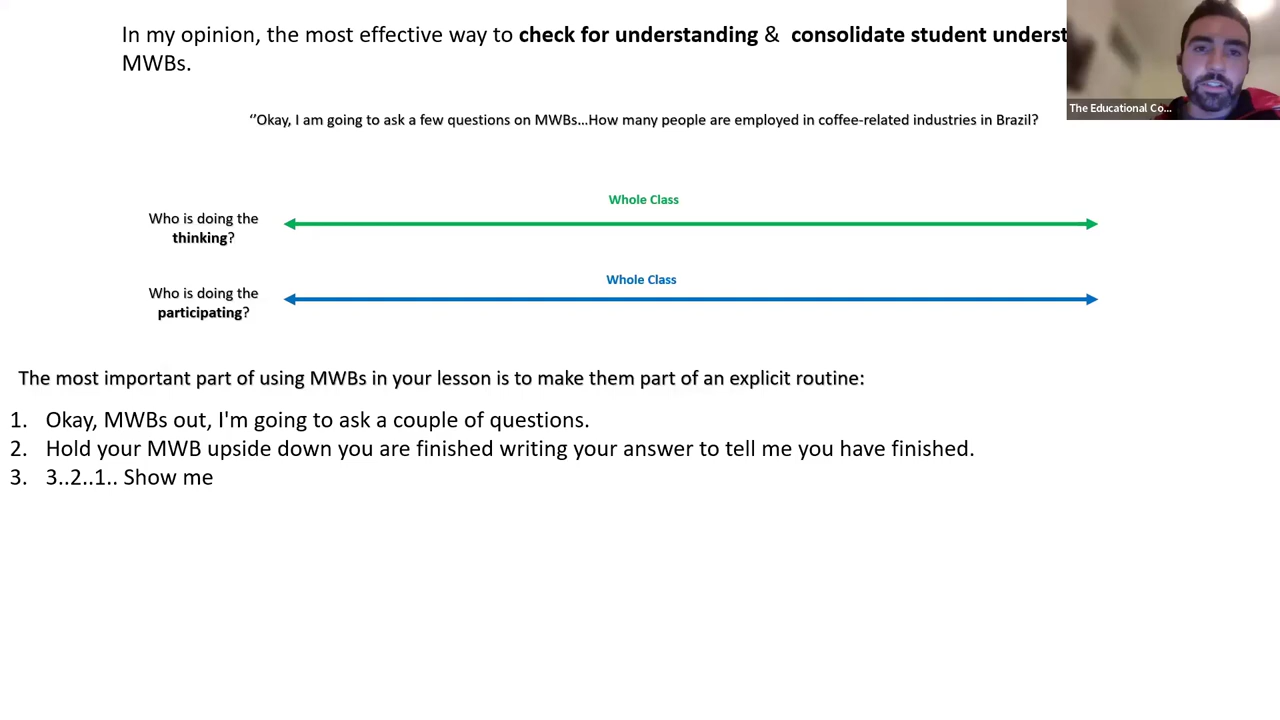 In my opinion, the most effective way to check for understanding & consolidate student underst
MWBs.
The Educational Co...
“Okay, I am going to ask a few questions on MWBs...How many people are employed in coffee-related industries in Brazil?
Whole Class
Who is doing the
thinking?
Whole Class
Who is doing the
participating?
The most important part of using MWBs in your lesson is to make them part of an explicit routine:
1. Okay, MWBs out, I'm going to ask a couple of questions.
2. Hold your MWB upside down you are finished writing your answer to tell me you have finished.
3. 3..2..1.. Show me